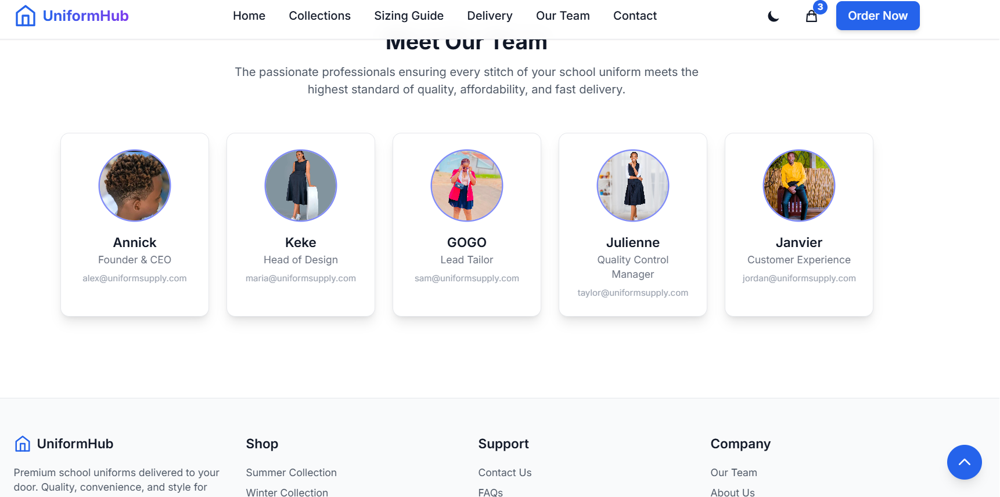 UniformHub
Home
Collections
Sizing Guide
Delivery
Our Team
Contact
3
Order Now
Meet Our Team
The passionate professionals ensuring every stitch of your school uniform meets the
highest standard of quality, affordability, and fast delivery.
Annick
Founder & CEO
alex@uniformsupply.com
Keke
Head of Design
maria@uniformsupply.com
GOGO
Lead Tailor
sam@uniformsupply.com
Julienne
Quality Control
Manager
taylor@uniformsupply.com
Janvier
Customer Experience
jordan@uniformsupply.com
UniformHub
Premium school uniforms delivered to your
door. Quality, convenience, and style for
Shop
Summer Collection
Winter Collection
Support
Contact Us
FAQs
Company
Our Team
About Us